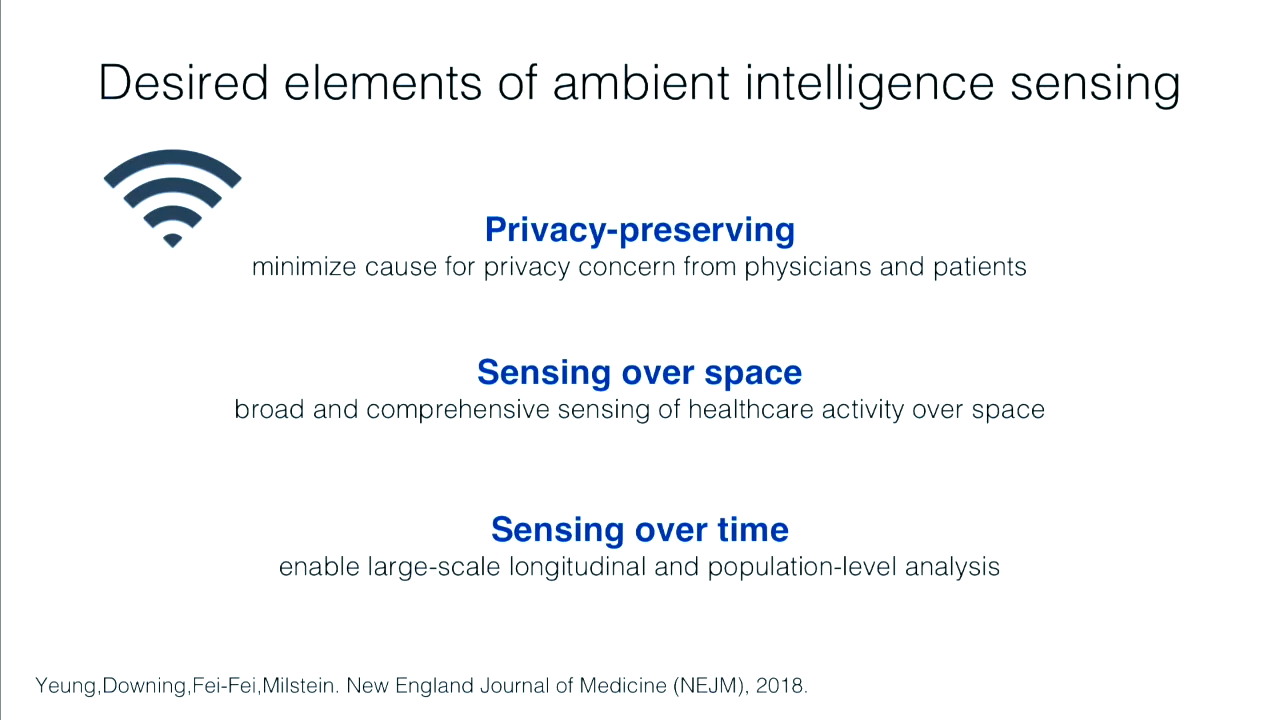 Desired elements of ambient intelligence sensing
Privacy-preserving
minimize cause for privacy concern from physicians and patients
Sensing over space
broad and comprehensive sensing of healthcare activity over space
Sensing over time
enable large-scale longitudinal and population-level analysis
Yeung,Downing,Fei-Fei,Milstein. New England Journal of Medicine (NEJM), 2018.